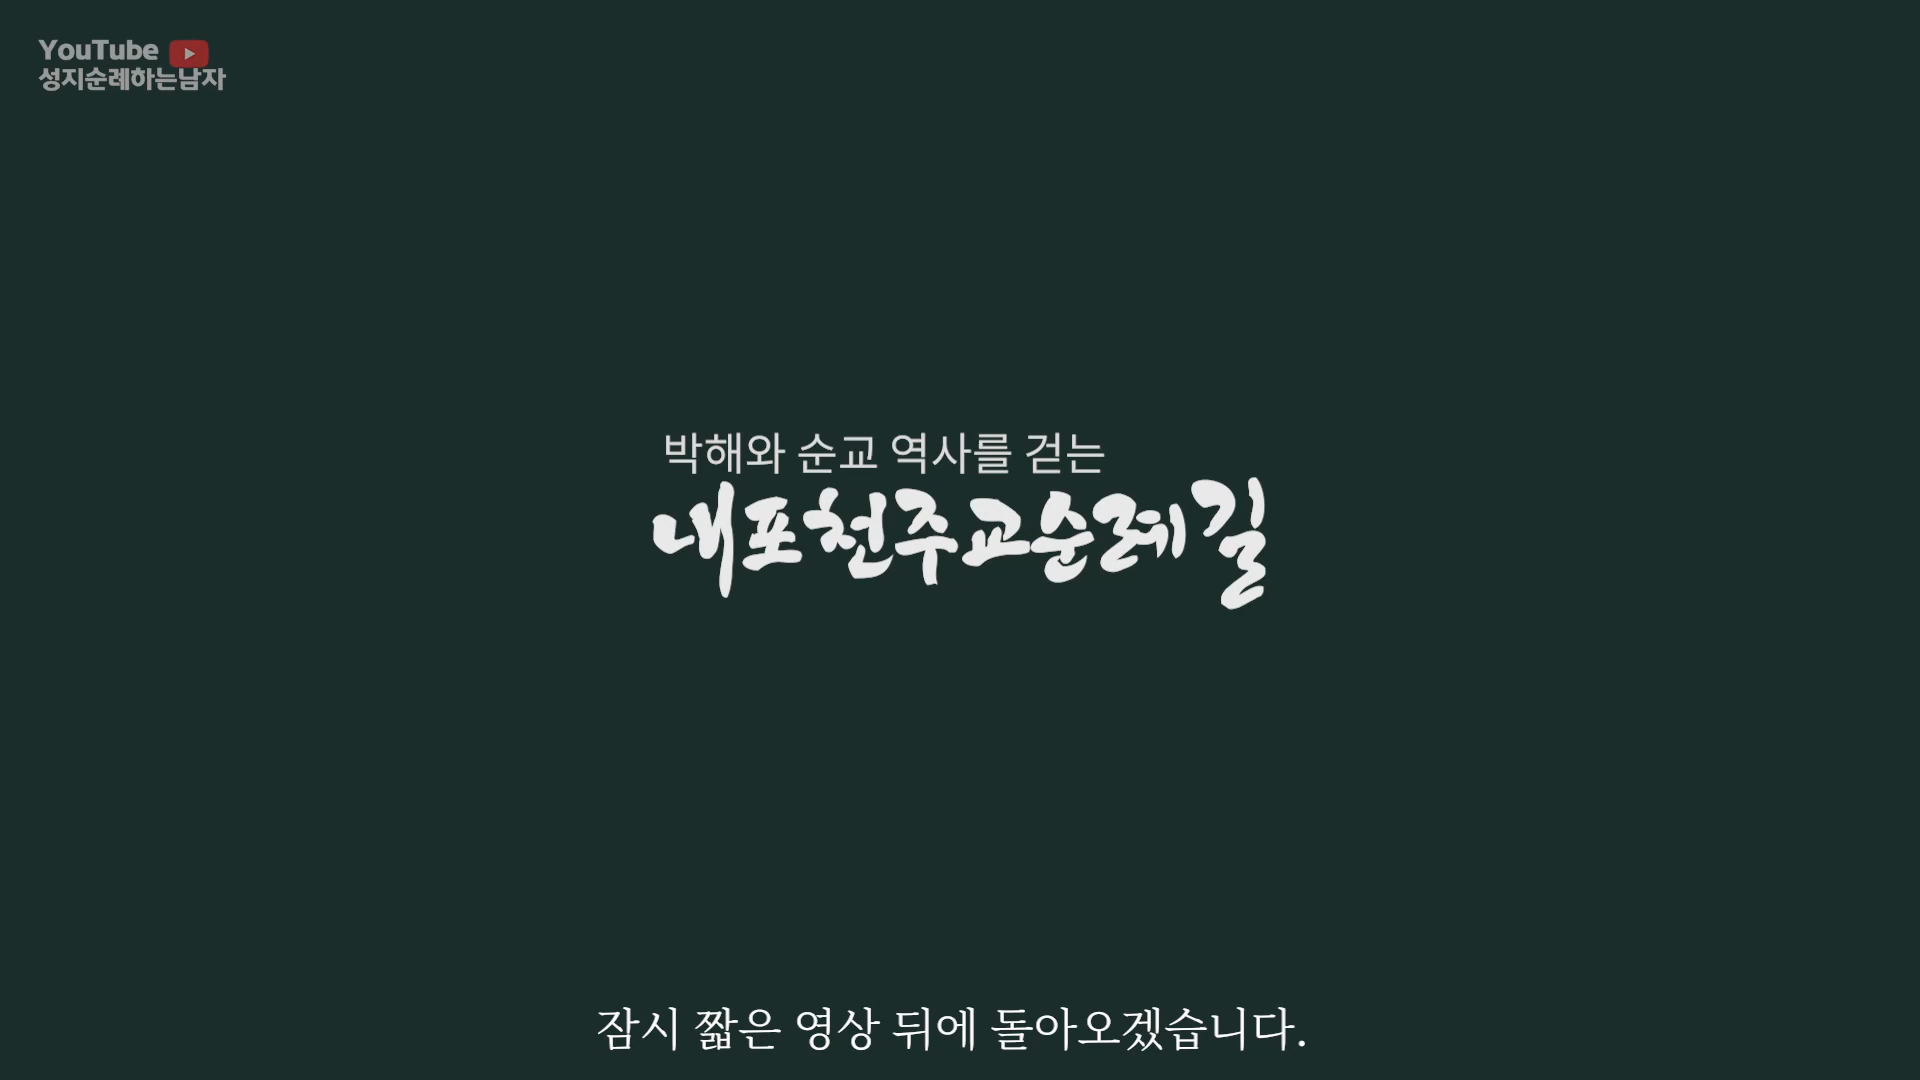 YouTube
성지순례하는남자
박해와 순교 역사를 걷는
내포천주교순례길
잠시 짧은 영상 뒤에 돌아오겠습니다.